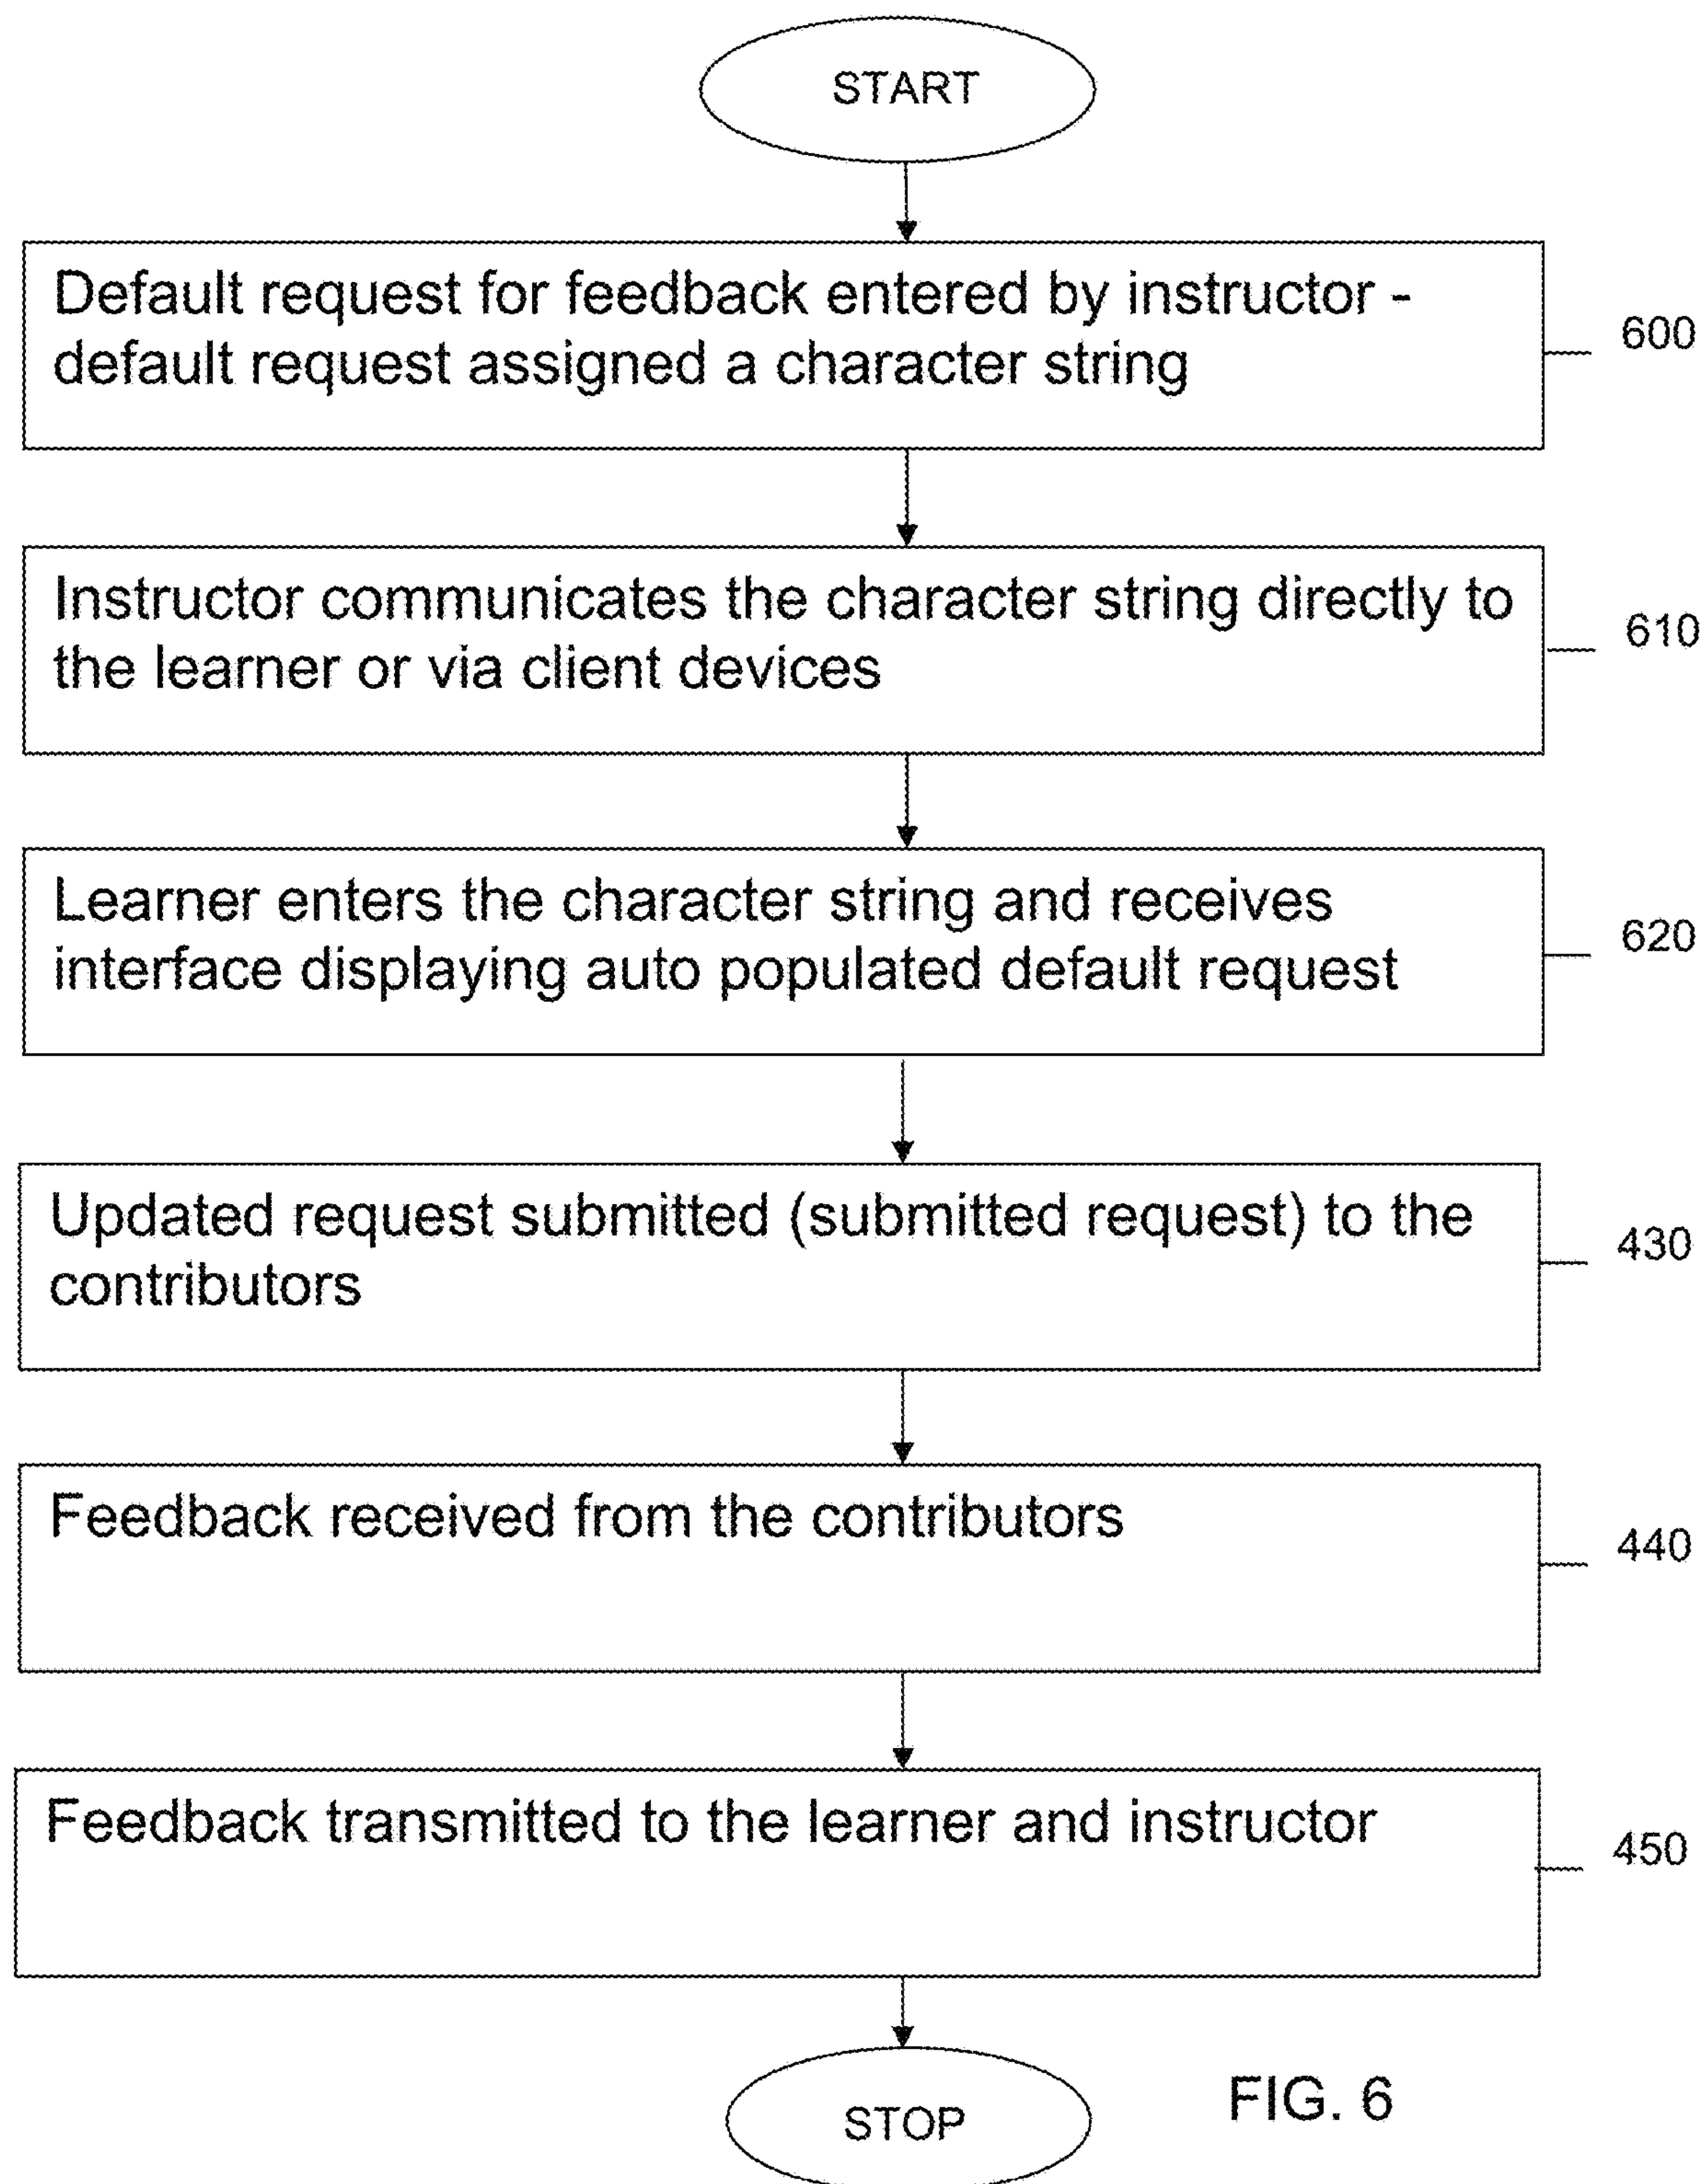 START
Default request for feedback entered by instructor -
default request assigned a character string
600
Instructor communicates the character string directly to
the learner or via client devices
610
Learner enters the character string and receives
interface displaying auto populated default request
620
Updated request submitted (submitted request) to the
contributors
430
Feedback received from the contributors
440
Feedback transmitted to the learner and instructor
450
STOP
FIG. 6